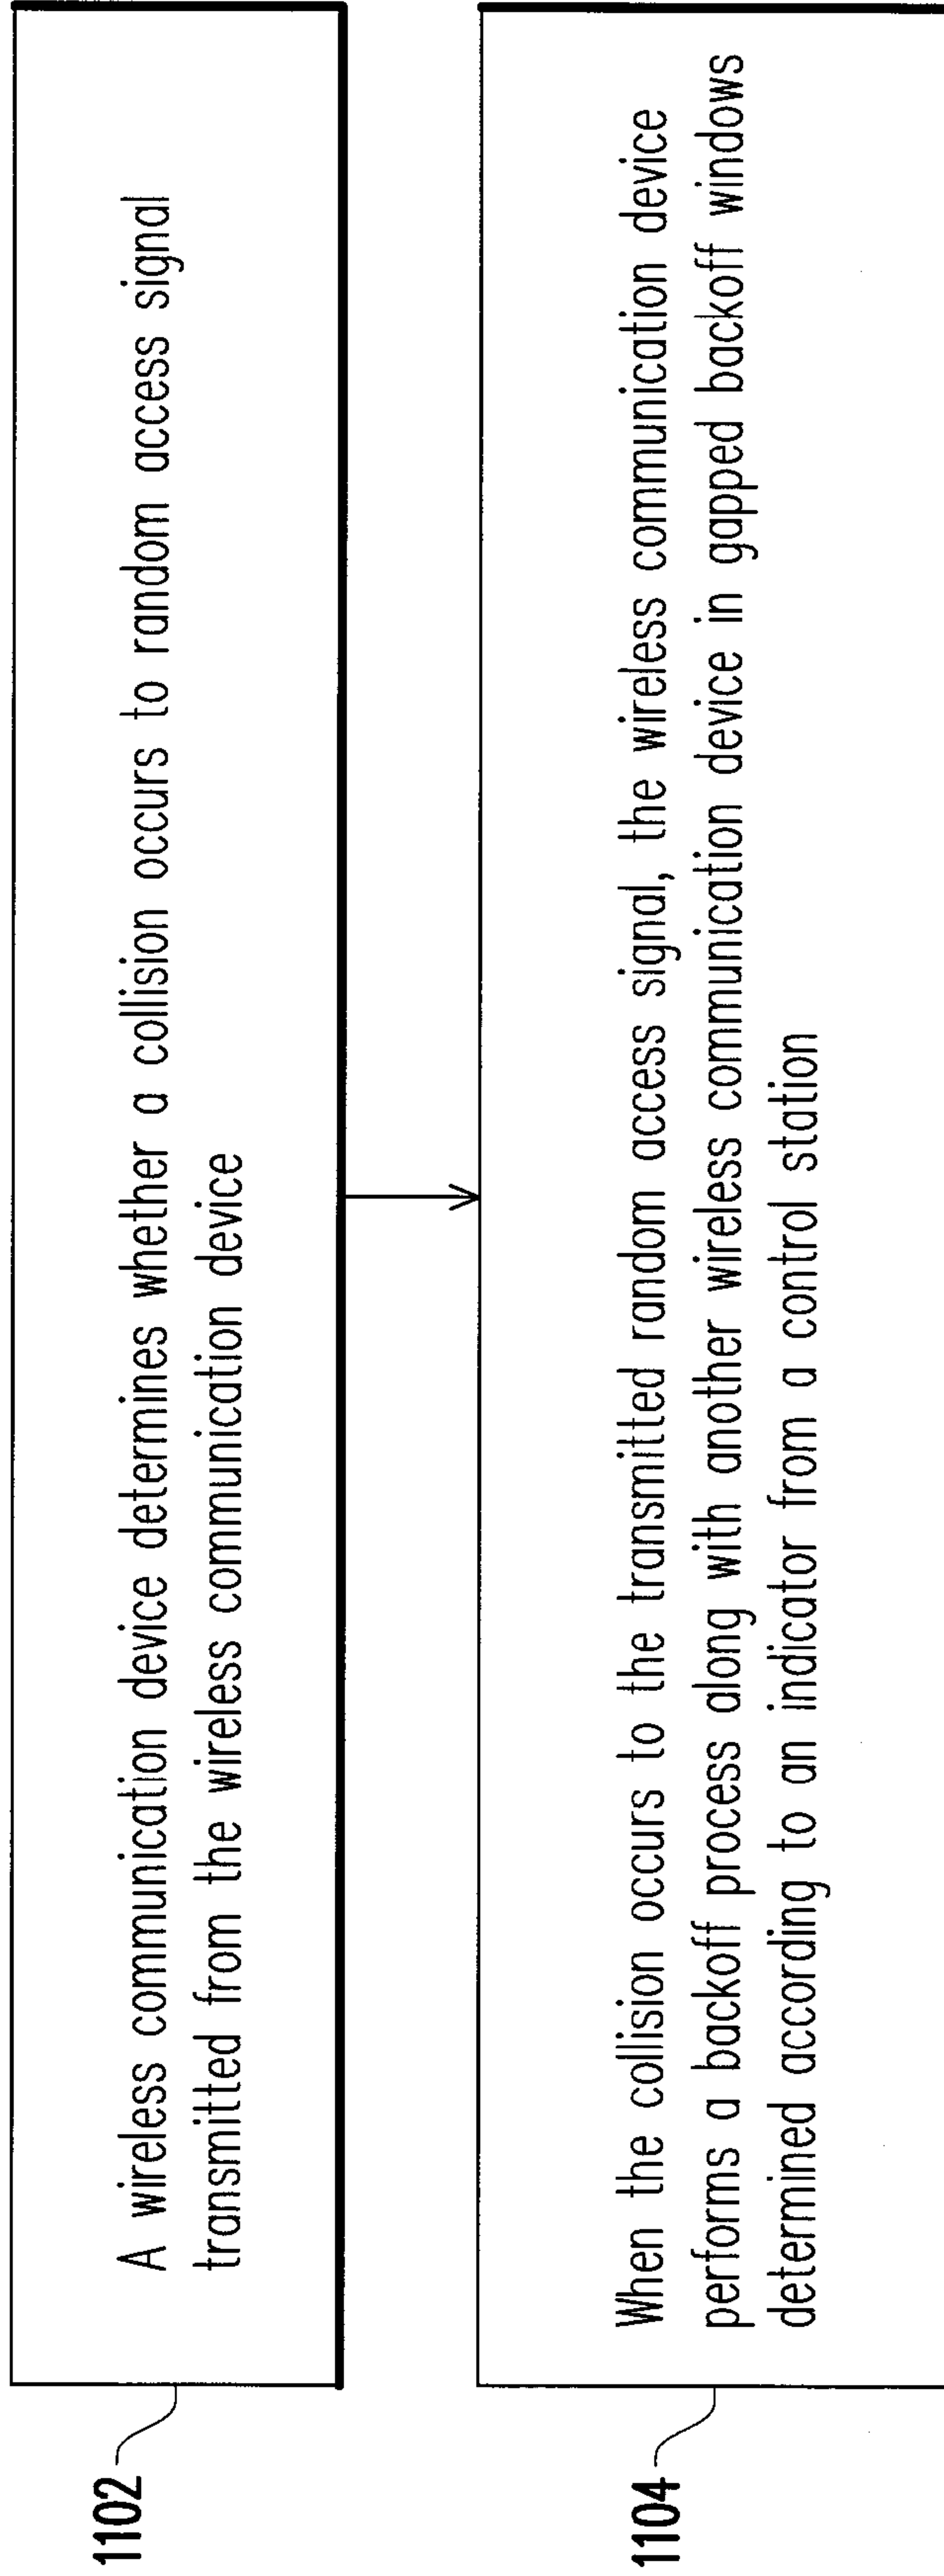 1102
A wireless communication device determines whether a collision occurs to random access signal
transmitted from the wireless communication device
1104
When the collision occurs to the transmitted random access signal, the wireless communication device
performs a backoff process along with another wireless communication device in gapped backoff windows
determined according to an indicator from a control station